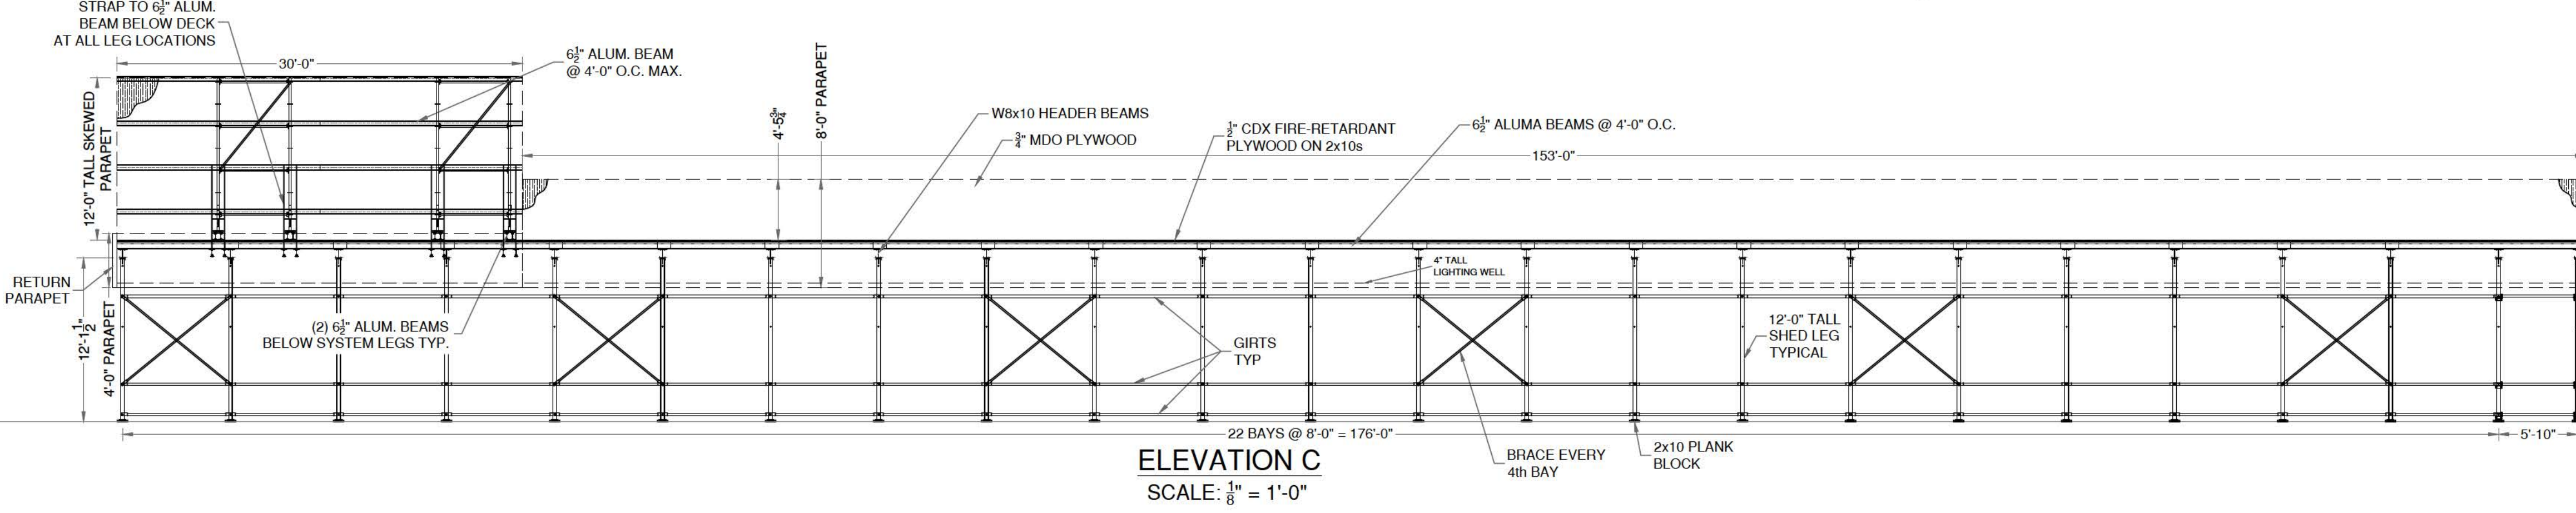 STRAP TO 6½" ALUM.
BEAM BELOW DECK
AT ALL LEG LOCATIONS
30'-0"
6½" ALUM. BEAM
@ 4'-0" O.C. MAX.
12'-0" TALL SKEWED
PARAPET
4'-5¾"
8'-0" PARAPET
W8x10 HEADER BEAMS
¾" MDO PLYWOOD
½" CDX FIRE-RETARDANT
PLYWOOD ON 2x10s
6½" ALUMA BEAMS @ 4'-0" O.C.
153'-0"
RETURN
PARAPET
12'-1½"
4'-0" PARAPET
(2) 6½" ALUM. BEAMS
BELOW SYSTEM LEGS TYP.
4" TALL
LIGHTING WELL
GIRTS
TYP
12'-0" TALL
SHED LEG
TYPICAL
22 BAYS @ 8'-0" = 176'-0"
5'-10"
BRACE EVERY
4th BAY
2x10 PLANK
BLOCK
ELEVATION C
SCALE: ⅛" = 1'-0"